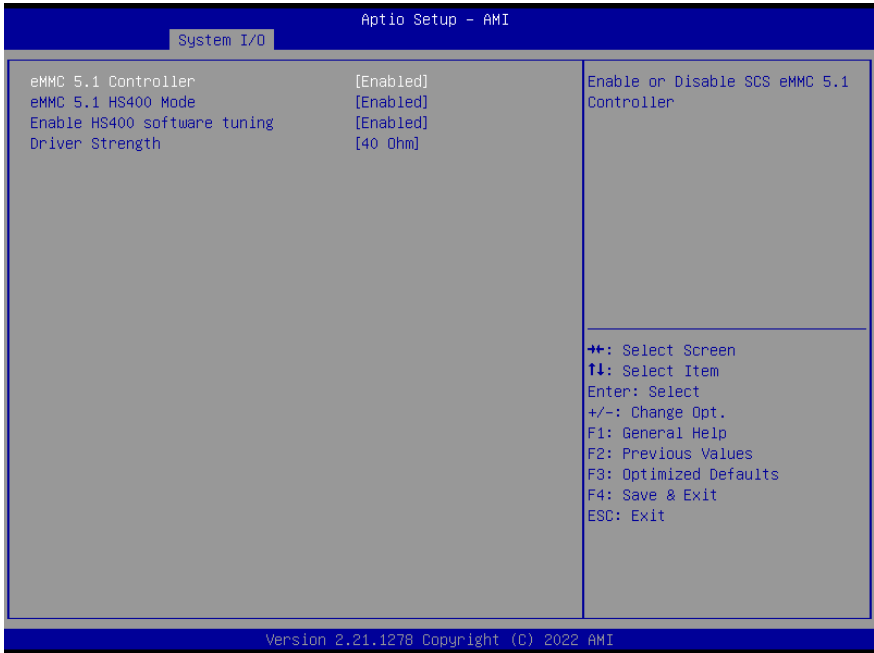 Aptio Setup – AMI
System I/O
eMMC 5.1 Controller [Enabled]
eMMC 5.1 HS400 Mode [Enabled]
Enable HS400 software tuning [Enabled]
Driver Strength [40 Ohm]
Enable or Disable SCS eMMC 5.1
Controller
→←: Select Screen
↑↓: Select Item
Enter: Select
+/-: Change Opt.
F1: General Help
F2: Previous Values
F3: Optimized Defaults
F4: Save & Exit
ESC: Exit
Version 2.21.1278 Copyright (C) 2022 AMI